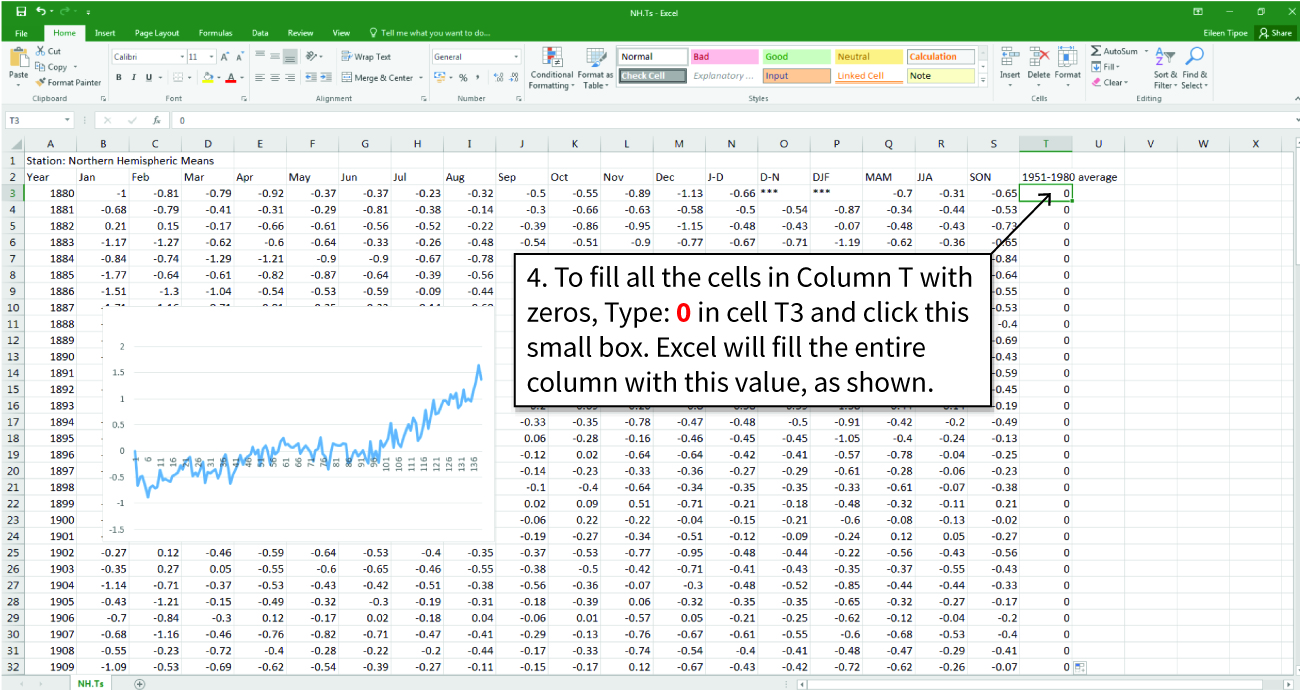 NH.Ts - Excel
File Home Insert Page Layout Formulas Data Review View Tell me what you want to do... Eileen Tipoe Share
Paste Cut Copy Format Painter
Calibri 11
B I U
Wrap Text
Merge & Center
General
Conditional Formatting Format as Table
Normal Bad Good Neutral Calculation
Check Cell Explanatory ... Input Linked Cell Note
Insert Delete Format
AutoSum Fill Clear
Sort & Filter Find & Select
Clipboard Font Alignment Number Styles Cells Editing
T3 fx 0
A B C D E F G H I J K L M N O P Q R S T U V W X
1 Station: Northern Hemispheric Means
2 Year Jan Feb Mar Apr May Jun Jul Aug Sep Oct Nov Dec J-D D-N DJF MAM JJA SON 1951-1980 average
3 1880 -1 -0.81 -0.79 -0.92 -0.37 -0.37 -0.23 -0.32 -0.5 -0.55 -0.89 -1.13 -0.66 *** *** -0.7 -0.31 -0.65 0
4 1881 -0.68 -0.79 -0.41 -0.31 -0.29 -0.81 -0.38 -0.14 -0.3 -0.66 -0.63 -0.58 -0.5 -0.54 -0.87 -0.34 -0.44 -0.53 0
5 1882 0.21 0.15 -0.17 -0.66 -0.61 -0.56 -0.52 -0.22 -0.39 -0.86 -0.95 -1.15 -0.48 -0.43 -0.07 -0.48 -0.43 -0.73 0
6 1883 -1.17 -1.27 -0.62 -0.6 -0.64 -0.33 -0.26 -0.48 -0.54 -0.51 -0.9 -0.77 -0.67 -0.71 -1.19 -0.62 -0.36 -0.65 0
7 1884 -0.84 -0.74 -1.29 -1.21 -0.9 -0.9 -0.67 -0.78 -0.84 0
8 1885 -1.77 -0.64 -0.61 -0.82 -0.87 -0.64 -0.39 -0.56 -0.64 0
9 1886 -1.51 -1.3 -1.04 -0.54 -0.53 -0.59 -0.09 -0.44 -0.55 0
10 1887 -0.53 0
11 1888 -0.4 0
12 1889 -0.69 0
13 1890 -0.43 0
14 1891 -0.59 0
15 1892 -0.45 0
16 1893 -0.19 0
17 1894 -0.33 -0.35 -0.78 -0.47 -0.48 -0.5 -0.91 -0.42 -0.2 -0.49 0
18 1895 0.06 -0.28 -0.16 -0.46 -0.45 -0.45 -1.05 -0.4 -0.24 -0.13 0
19 1896 -0.12 0.02 -0.64 -0.64 -0.42 -0.41 -0.57 -0.78 -0.04 -0.25 0
20 1897 -0.14 -0.23 -0.33 -0.36 -0.27 -0.29 -0.61 -0.28 -0.06 -0.23 0
21 1898 -0.1 -0.4 -0.64 -0.34 -0.35 -0.35 -0.33 -0.61 -0.07 -0.38 0
22 1899 0.02 0.09 0.51 -0.71 -0.21 -0.18 -0.48 -0.32 -0.11 0.21 0
23 1900 -0.06 0.22 -0.22 -0.04 -0.15 -0.21 -0.6 -0.08 -0.13 -0.02 0
24 1901 -0.19 -0.27 -0.34 -0.51 -0.12 -0.09 -0.24 0.12 0.05 -0.27 0
25 1902 -0.27 0.12 -0.46 -0.59 -0.64 -0.53 -0.4 -0.35 -0.37 -0.53 -0.77 -0.95 -0.48 -0.44 -0.22 -0.56 -0.43 -0.56 0
26 1903 -0.35 0.27 0.05 -0.55 -0.6 -0.65 -0.46 -0.55 -0.38 -0.5 -0.42 -0.71 -0.41 -0.43 -0.35 -0.37 -0.55 -0.43 0
27 1904 -1.14 -0.71 -0.37 -0.53 -0.43 -0.42 -0.51 -0.38 -0.56 -0.36 -0.07 -0.3 -0.48 -0.52 -0.85 -0.44 -0.44 -0.33 0
28 1905 -0.43 -1.21 -0.15 -0.49 -0.32 -0.3 -0.19 -0.31 -0.18 -0.39 0.06 -0.32 -0.35 -0.35 -0.65 -0.32 -0.27 -0.17 0
29 1906 -0.7 -0.84 -0.3 0.12 -0.17 0.02 -0.18 0.04 -0.06 0.01 -0.57 0.05 -0.21 -0.25 -0.62 -0.12 -0.04 -0.2 0
30 1907 -0.68 -1.16 -0.46 -0.76 -0.82 -0.71 -0.47 -0.41 -0.29 -0.13 -0.76 -0.67 -0.61 -0.55 -0.6 -0.68 -0.53 -0.4 0
31 1908 -0.55 -0.23 -0.72 -0.4 -0.28 -0.22 -0.2 -0.44 -0.17 -0.33 -0.74 -0.54 -0.4 -0.41 -0.48 -0.47 -0.29 -0.41 0
32 1909 -1.09 -0.53 -0.69 -0.62 -0.54 -0.39 -0.27 -0.11 -0.15 -0.17 0.12 -0.67 -0.43 -0.42 -0.72 -0.62 -0.26 -0.07 0
4. To fill all the cells in Column T with
zeros, Type: 0 in cell T3 and click this
small box. Excel will fill the entire
column with this value, as shown.
2
1.5
1
0.5
0
-0.5
-1
-1.5
1 6 11 16 21 26 31 36 41 46 51 56 61 66 71 76 81 86 91 96 101 106 111 116 121 126 131 136
NH.Ts